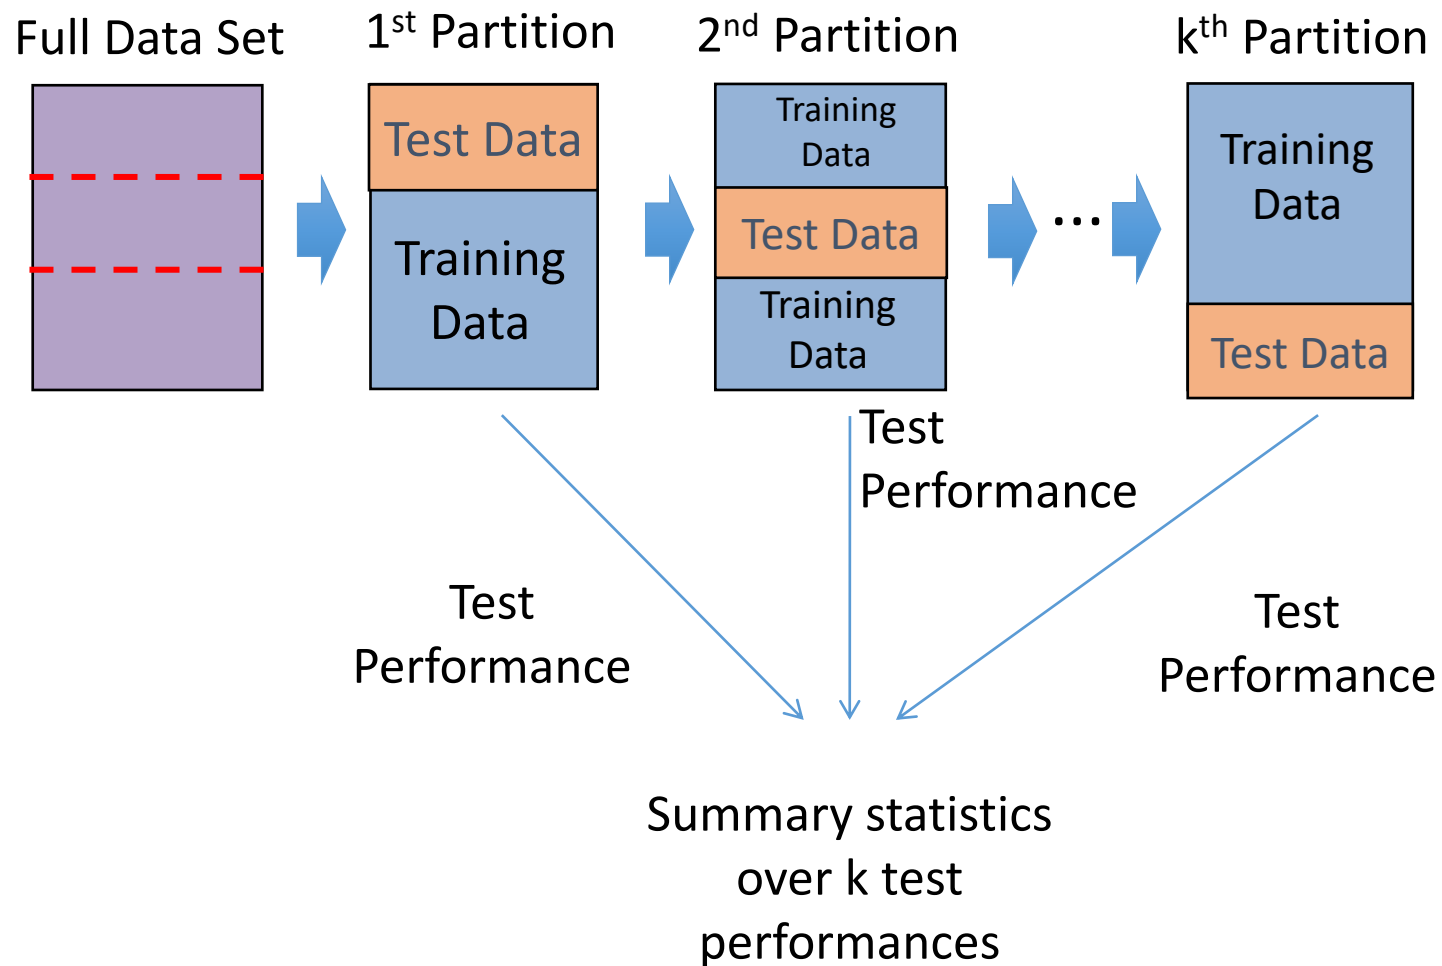 Full Data Set
1st Partition
2nd Partition
kth Partition
Test Data
Training
Data
Training
Data
Test Data
Training
Data
...
Training
Data
Test Data
Test
Performance
Test
Performance
Test
Performance
Summary statistics
over k test
performances